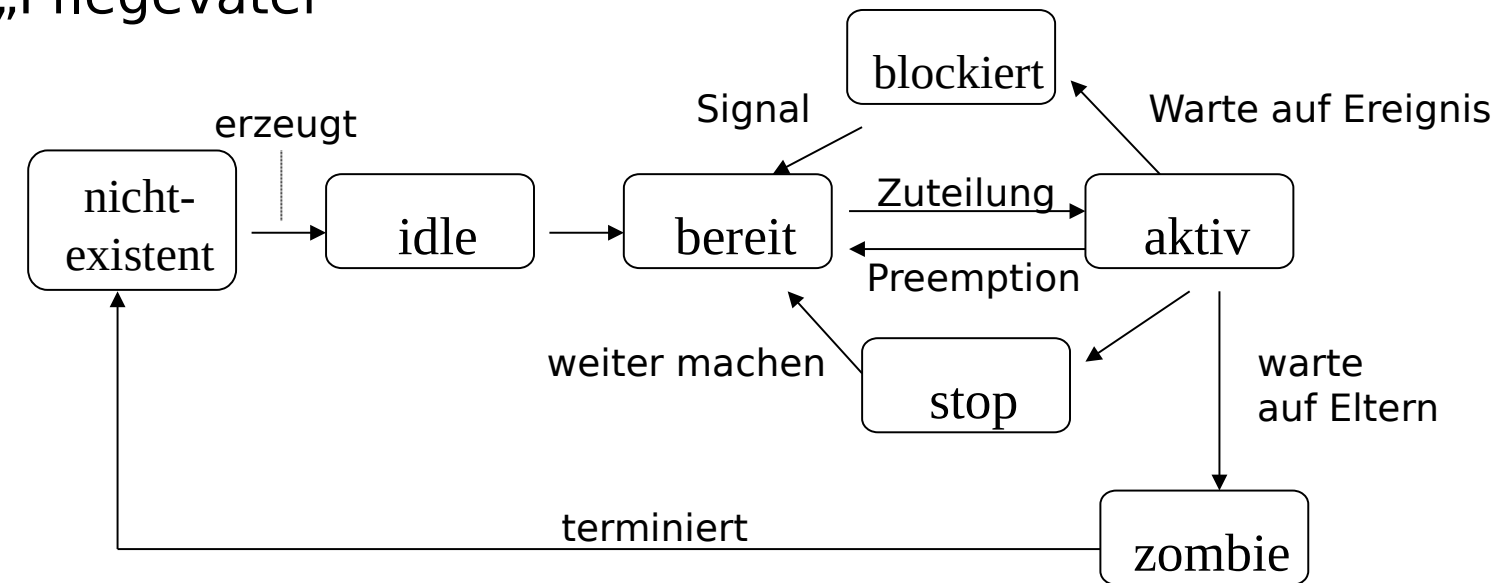 „Pflegevater
blockiert
Signal
Warte auf Ereignis
erzeugt
nicht-
existent
idle
bereit
Zuteilung
aktiv
Preemption
weiter machen
stop
warte
auf Eltern
terminiert
zombie